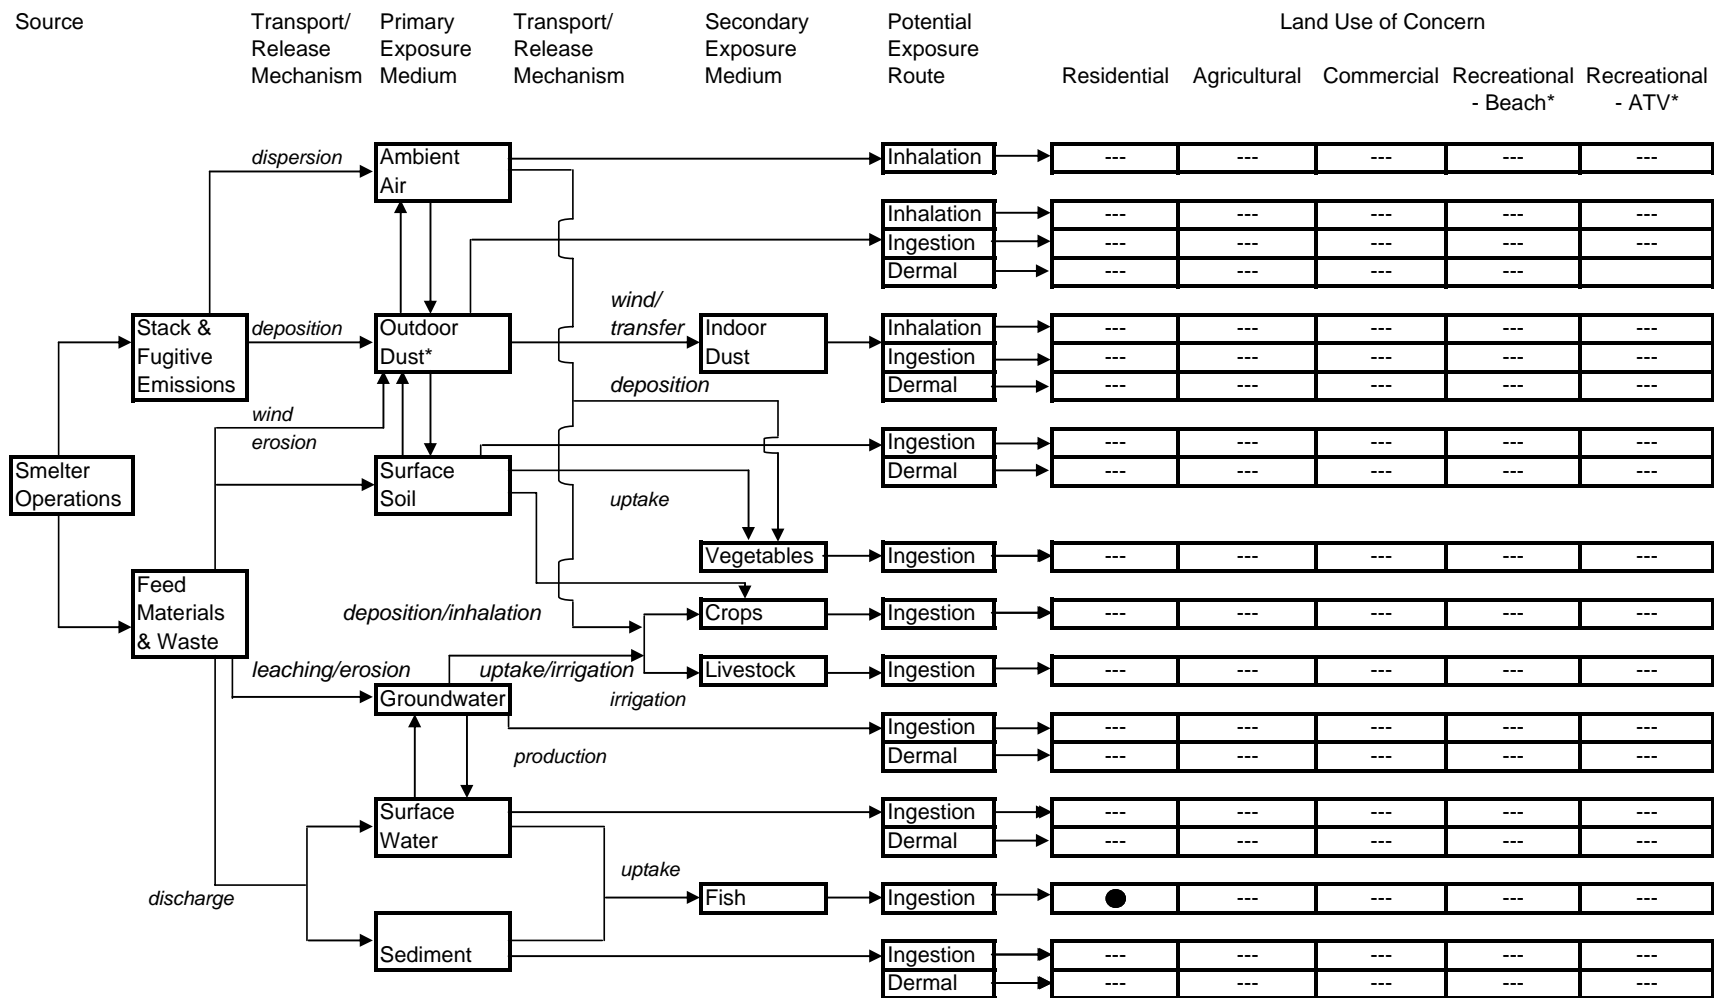 Source Transport/ Primary Transport/ Secondary Potential Land Use of Concern
Release Exposure Release Exposure Exposure
Mechanism Medium Mechanism Medium Route Residential Agricultural Commercial Recreational Recreational
- Beach* - ATV*
dispersion Ambient Inhalation --- --- --- --- ---
Air
Inhalation --- --- --- --- ---
Ingestion --- --- --- --- ---
Dermal --- --- --- ---
wind/
Stack & deposition Outdoor transfer Indoor Inhalation --- --- --- --- ---
Fugitive Dust* Dust Ingestion --- --- --- --- ---
Emissions deposition Dermal --- --- --- --- ---
wind
erosion Ingestion --- --- --- --- ---
Smelter Surface Dermal --- --- --- --- ---
Operations Soil uptake
Vegetables Ingestion --- --- --- --- ---
Feed
Materials deposition/inhalation Crops Ingestion --- --- --- --- ---
& Waste
leaching/erosion uptake/irrigation Livestock Ingestion --- --- --- --- ---
Groundwater irrigation
Ingestion --- --- --- --- ---
production Dermal --- --- --- --- ---
Surface Ingestion --- --- --- --- ---
Water Dermal --- --- --- --- ---
uptake
discharge Fish Ingestion ● --- --- --- ---
Sediment Ingestion --- --- --- --- ---
Dermal --- --- --- --- ---